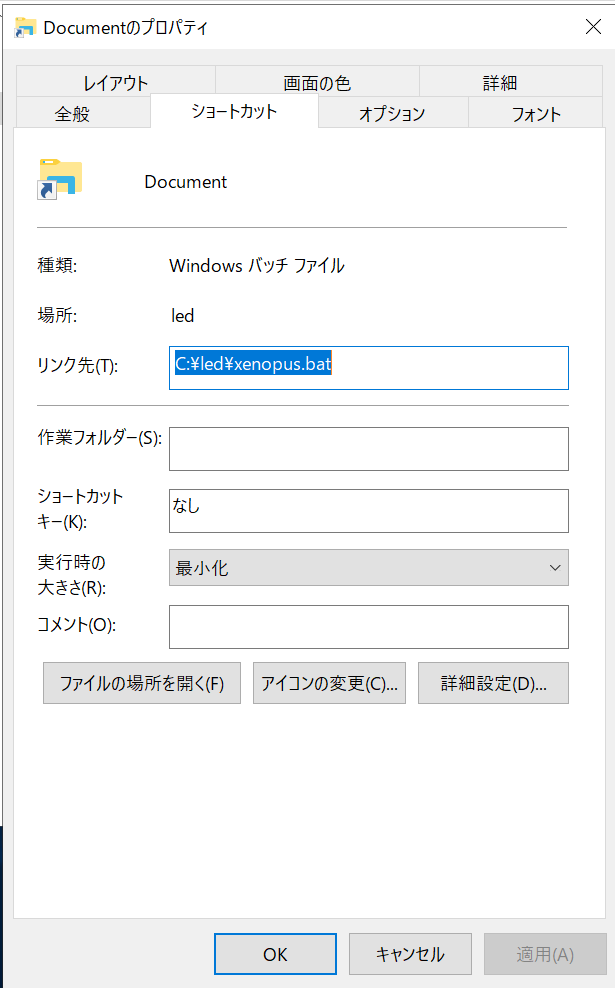 Documentのプロパティ
レイアウト 画面の色 詳細
全般 ショートカット オプション フォント
Document
種類: Windows バッチ ファイル
場所: led
リンク先(T): C:¥led¥xenopus.bat
作業フォルダー(S):
ショートカット
キー(K): なし
実行時の
大きさ(R): 最小化
コメント(O):
ファイルの場所を開く(F) アイコンの変更(C)... 詳細設定(D)...
OK キャンセル 適用(A)